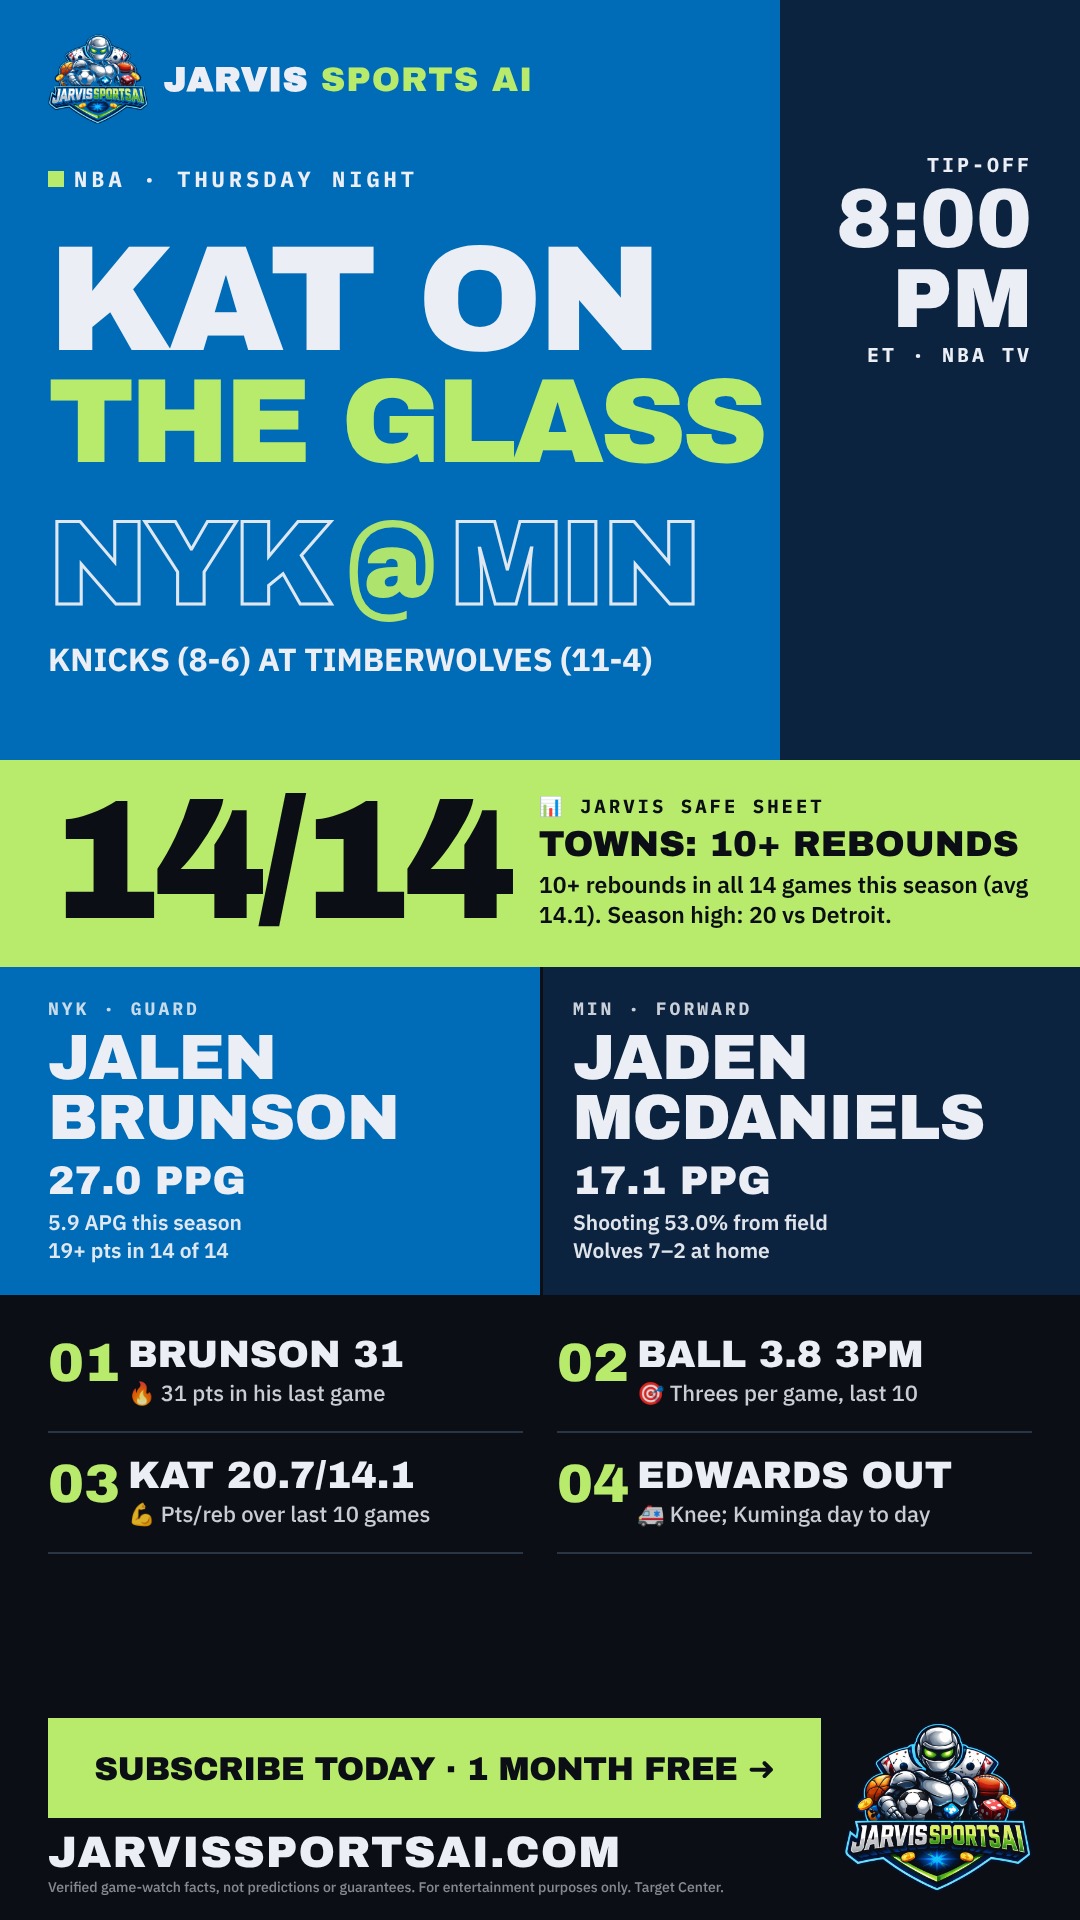 JARVISSPORTSAI
JARVIS SPORTS AI
NBA · THURSDAY NIGHT
TIP-OFF
8:00
PM
ET · NBA TV
KAT ON
THE GLASS
NYK @ MIN
KNICKS (8-6) AT TIMBERWOLVES (11-4)
14/14
📊 JARVIS SAFE SHEET
TOWNS: 10+ REBOUNDS
10+ rebounds in all 14 games this season (avg
14.1). Season high: 20 vs Detroit.
NYK · GUARD
JALEN
BRUNSON
27.0 PPG
5.9 APG this season
19+ pts in 14 of 14
MIN · FORWARD
JADEN
MCDANIELS
17.1 PPG
Shooting 53.0% from field
Wolves 7–2 at home
01 BRUNSON 31
🔥 31 pts in his last game
02 BALL 3.8 3PM
🎯 Threes per game, last 10
03 KAT 20.7/14.1
💪 Pts/reb over last 10 games
04 EDWARDS OUT
🚑 Knee; Kuminga day to day
SUBSCRIBE TODAY · 1 MONTH FREE →
JARVISSPORTSAI.COM
Verified game-watch facts, not predictions or guarantees. For entertainment purposes only. Target Center.
JARVISSPORTSAI